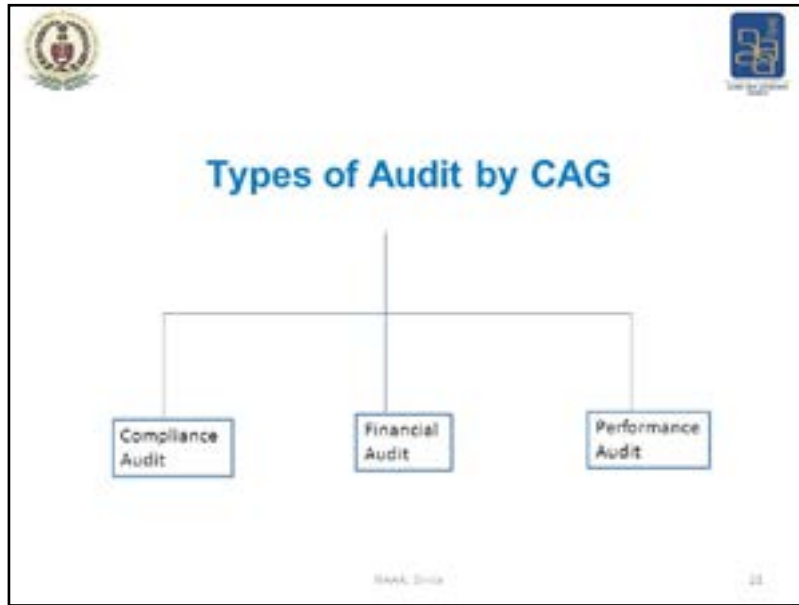 Types of Audit by CAG
Compliance
Audit
Financial
Audit
Performance
Audit